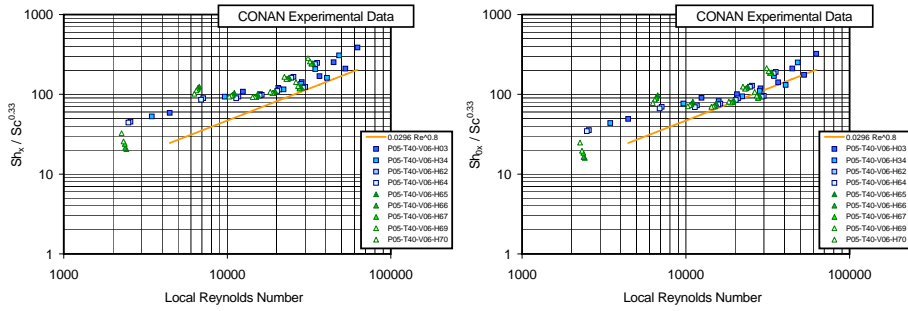 CONAN Experimental Data
1000
100
10
1
Sh_x / Sc^0.33
0.0296 Re^0.8
P05-T40-V06-H03
P05-T40-V06-H34
P05-T40-V06-H62
P05-T40-V06-H64
P05-T40-V06-H65
P05-T40-V06-H66
P05-T40-V06-H67
P05-T40-V06-H69
P05-T40-V06-H70
1000 10000 100000
Local Reynolds Number
CONAN Experimental Data
1000
100
10
1
Sh_0x / Sc^0.33
0.0296 Re^0.8
P05-T40-V06-H03
P05-T40-V06-H34
P05-T40-V06-H62
P05-T40-V06-H64
P05-T40-V06-H65
P05-T40-V06-H66
P05-T40-V06-H67
P05-T40-V06-H69
P05-T40-V06-H70
1000 10000 100000
Local Reynolds Number